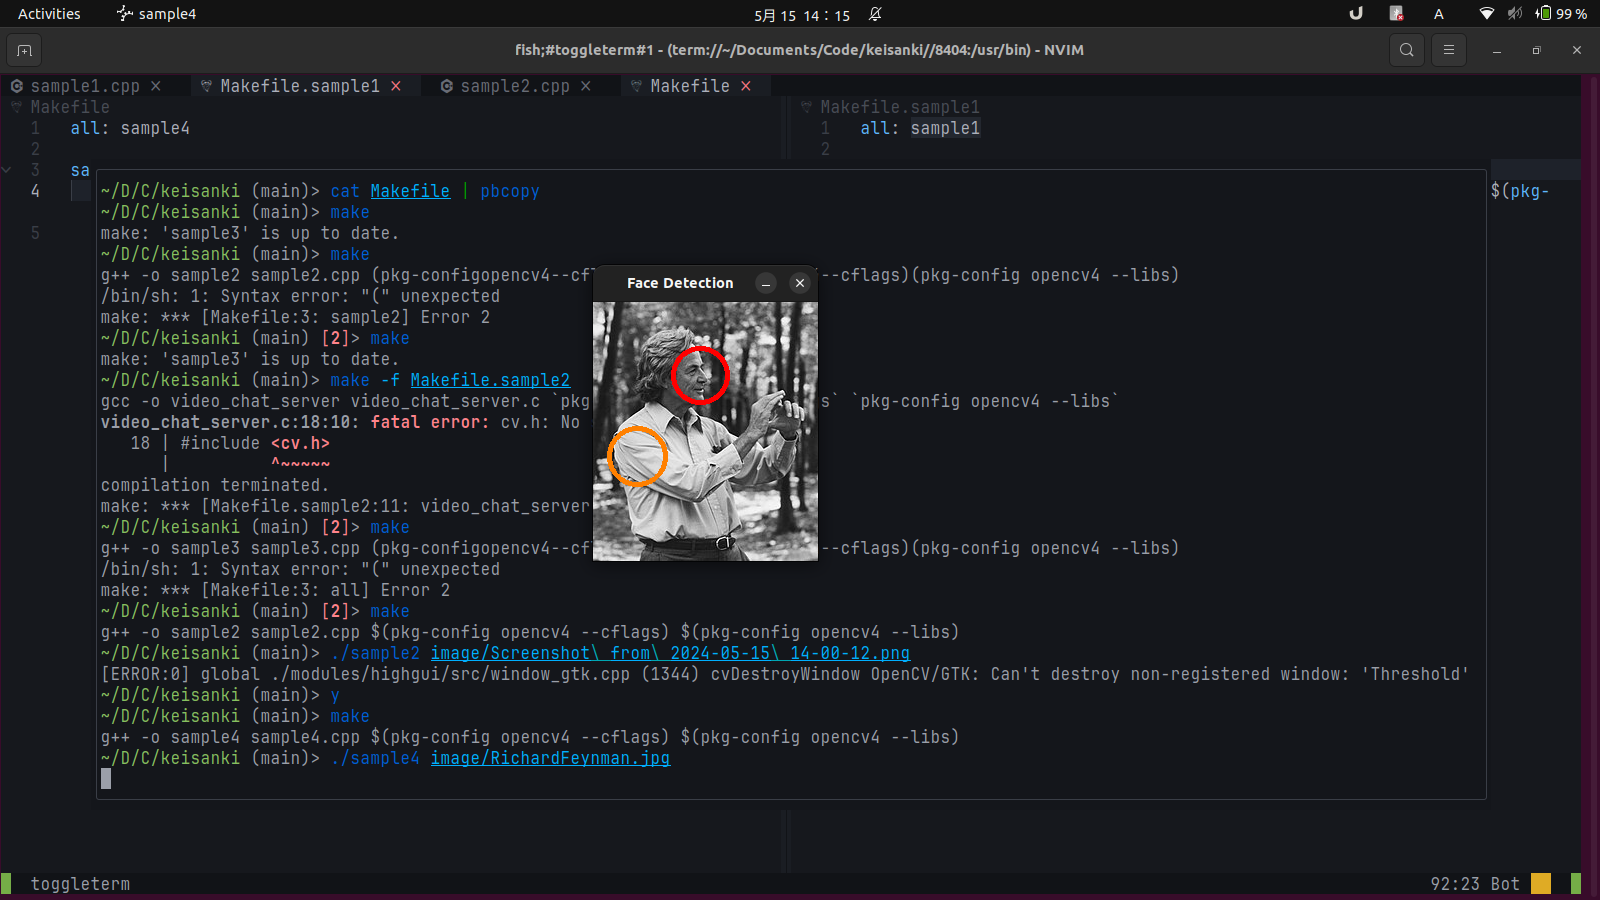 Activities sample4 5月 15 14：15 A 99 %
fish;#toggleterm#1 - (term://~/Documents/Code/keisanki//8404:/usr/bin) - NVIM
sample1.cpp × Makefile.sample1 × sample2.cpp × Makefile ×
Makefile
1 all: sample4
2
3 sa
4
5
Makefile.sample1
1 all: sample1
2
$(pkg-
~/D/C/keisanki (main)> cat Makefile | pbcopy
~/D/C/keisanki (main)> make
make: 'sample3' is up to date.
~/D/C/keisanki (main)> make
g++ -o sample2 sample2.cpp (pkg-configopencv4--cf --cflags)(pkg-config opencv4 --libs)
/bin/sh: 1: Syntax error: "(" unexpected
make: *** [Makefile:3: sample2] Error 2
~/D/C/keisanki (main) [2]> make
make: 'sample3' is up to date.
~/D/C/keisanki (main)> make -f Makefile.sample2
gcc -o video_chat_server video_chat_server.c `pkg s` `pkg-config opencv4 --libs`
video_chat_server.c:18:10: fatal error: cv.h: No
18 | #include <cv.h>
| ^~~~~~
compilation terminated.
make: *** [Makefile.sample2:11: video_chat_server
~/D/C/keisanki (main) [2]> make
g++ -o sample3 sample3.cpp (pkg-configopencv4--cf --cflags)(pkg-config opencv4 --libs)
/bin/sh: 1: Syntax error: "(" unexpected
make: *** [Makefile:3: all] Error 2
~/D/C/keisanki (main) [2]> make
g++ -o sample2 sample2.cpp $(pkg-config opencv4 --cflags) $(pkg-config opencv4 --libs)
~/D/C/keisanki (main)> ./sample2 image/Screenshot\ from\ 2024-05-15\ 14-00-12.png
[ERROR:0] global ./modules/highgui/src/window_gtk.cpp (1344) cvDestroyWindow OpenCV/GTK: Can't destroy non-registered window: 'Threshold'
~/D/C/keisanki (main)> y
~/D/C/keisanki (main)> make
g++ -o sample4 sample4.cpp $(pkg-config opencv4 --cflags) $(pkg-config opencv4 --libs)
~/D/C/keisanki (main)> ./sample4 image/RichardFeynman.jpg
Face Detection
toggleterm 92:23 Bot